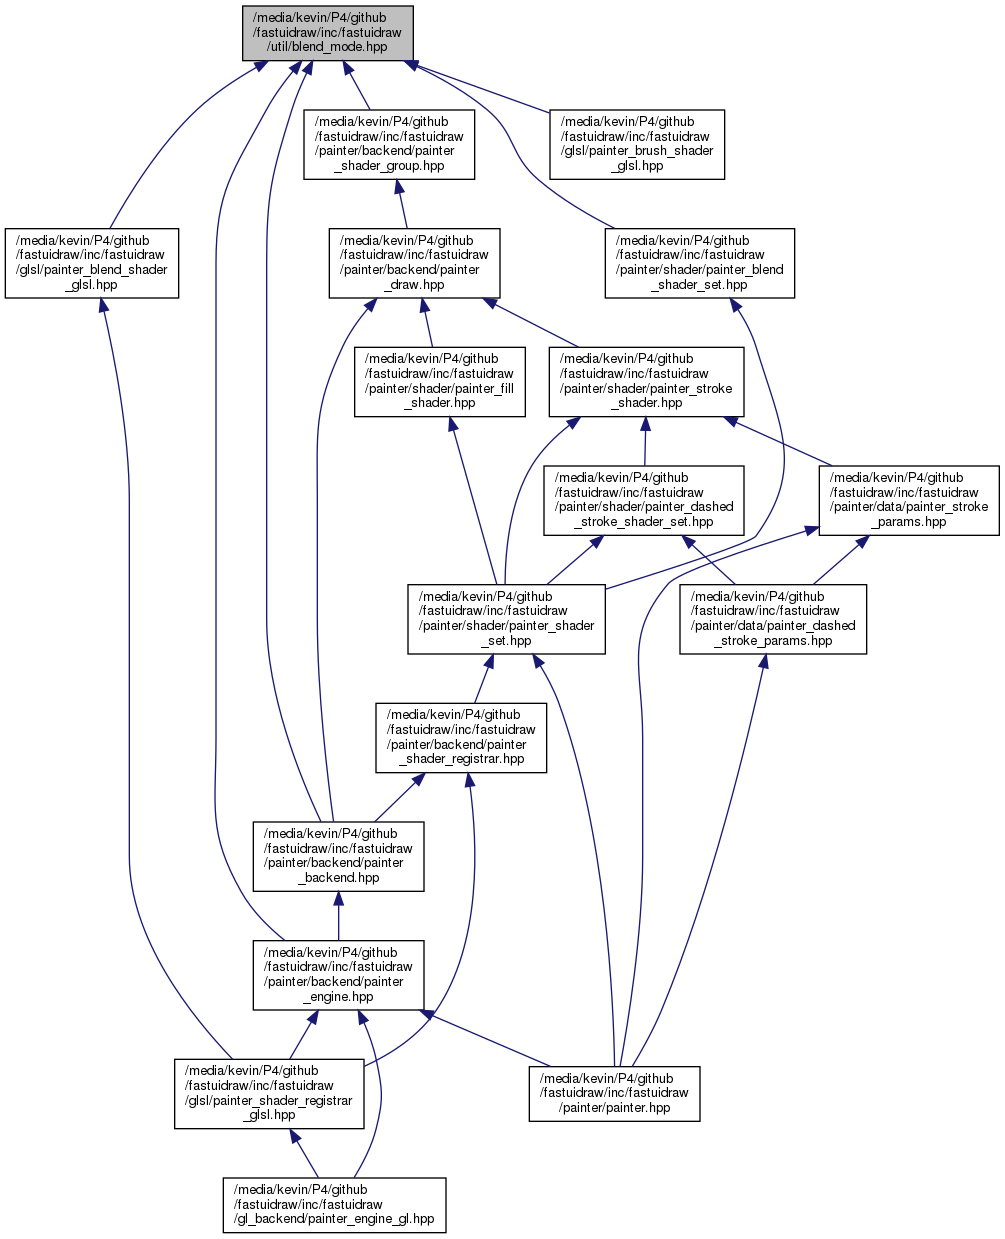 /media/kevin/P4/github
/fastuidraw/inc/fastuidraw
/util/blend_mode.hpp
/media/kevin/P4/github
/fastuidraw/inc/fastuidraw
/painter/backend/painter
_shader_group.hpp
/media/kevin/P4/github
/fastuidraw/inc/fastuidraw
/glsl/painter_brush_shader
_glsl.hpp
/media/kevin/P4/github
/fastuidraw/inc/fastuidraw
/glsl/painter_blend_shader
_glsl.hpp
/media/kevin/P4/github
/fastuidraw/inc/fastuidraw
/painter/backend/painter
_draw.hpp
/media/kevin/P4/github
/fastuidraw/inc/fastuidraw
/painter/shader/painter_blend
_shader_set.hpp
/media/kevin/P4/github
/fastuidraw/inc/fastuidraw
/painter/shader/painter_fill
_shader.hpp
/media/kevin/P4/github
/fastuidraw/inc/fastuidraw
/painter/shader/painter_stroke
_shader.hpp
/media/kevin/P4/github
/fastuidraw/inc/fastuidraw
/painter/shader/painter_dashed
_stroke_shader_set.hpp
/media/kevin/P4/github
/fastuidraw/inc/fastuidraw
/painter/data/painter_stroke
_params.hpp
/media/kevin/P4/github
/fastuidraw/inc/fastuidraw
/painter/shader/painter_shader
_set.hpp
/media/kevin/P4/github
/fastuidraw/inc/fastuidraw
/painter/data/painter_dashed
_stroke_params.hpp
/media/kevin/P4/github
/fastuidraw/inc/fastuidraw
/painter/backend/painter
_shader_registrar.hpp
/media/kevin/P4/github
/fastuidraw/inc/fastuidraw
/painter/backend/painter
_backend.hpp
/media/kevin/P4/github
/fastuidraw/inc/fastuidraw
/painter/backend/painter
_engine.hpp
/media/kevin/P4/github
/fastuidraw/inc/fastuidraw
/glsl/painter_shader_registrar
_glsl.hpp
/media/kevin/P4/github
/fastuidraw/inc/fastuidraw
/painter/painter.hpp
/media/kevin/P4/github
/fastuidraw/inc/fastuidraw
/gl_backend/painter_engine_gl.hpp